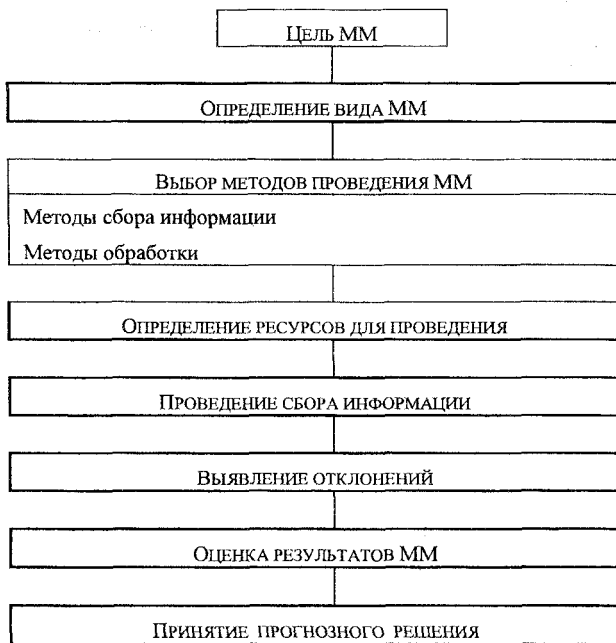 ЦЕЛЬ ММ
ОПРЕДЕЛЕНИЕ ВИДА ММ
ВЫБОР МЕТОДОВ ПРОВЕДЕНИЯ ММ
Методы сбора информации
Методы обработки
ОПРЕДЕЛЕНИЕ РЕСУРСОВ ДЛЯ ПРОВЕДЕНИЯ
ПРОВЕДЕНИЕ СБОРА ИНФОРМАЦИИ
ВЫЯВЛЕНИЕ ОТКЛОНЕНИЙ
ОЦЕНКА РЕЗУЛЬТАТОВ ММ
ПРИНЯТИЕ ПРОГНОЗНОГО РЕШЕНИЯ